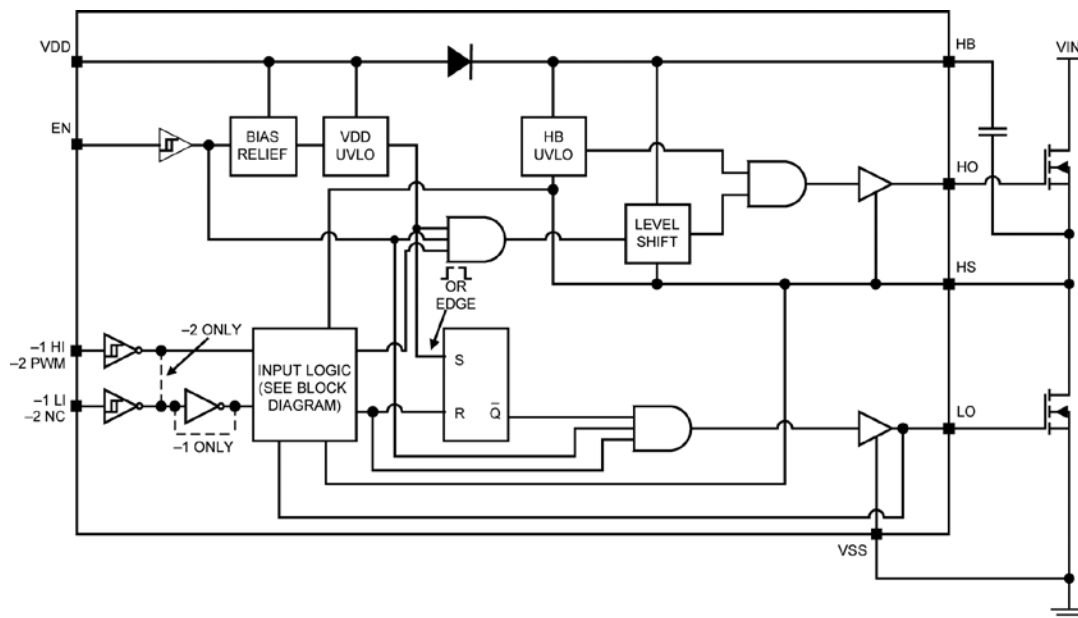 VDD
HB
VIN
EN
BIAS
RELIEF
VDD
UVLO
HB
UVLO
HO
LEVEL
SHIFT
HS
OR
EDGE
–2 ONLY
–1 HI
–2 PWM
INPUT LOGIC
(SEE BLOCK
DIAGRAM)
S
R
Q̅
–1 LI
–2 NC
–1 ONLY
LO
VSS